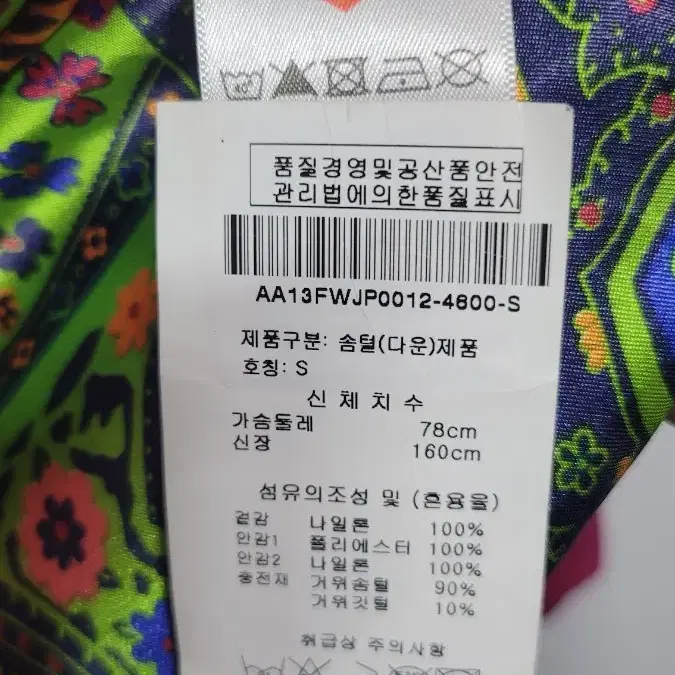 품질경영및공산품안전
관리법에의한품질표시
AA13FWJP0012-4600-S
제품구분: 솜털(다운)제품
호칭: S
신체치수
가슴둘레 78cm
신장 160cm
섬유의조성 및 (혼용율)
겉감 나일론 100%
안감1 폴리에스터 100%
안감2 나일론 100%
충전재 거위솜털 90%
거위깃털 10%
취급상 주의사항